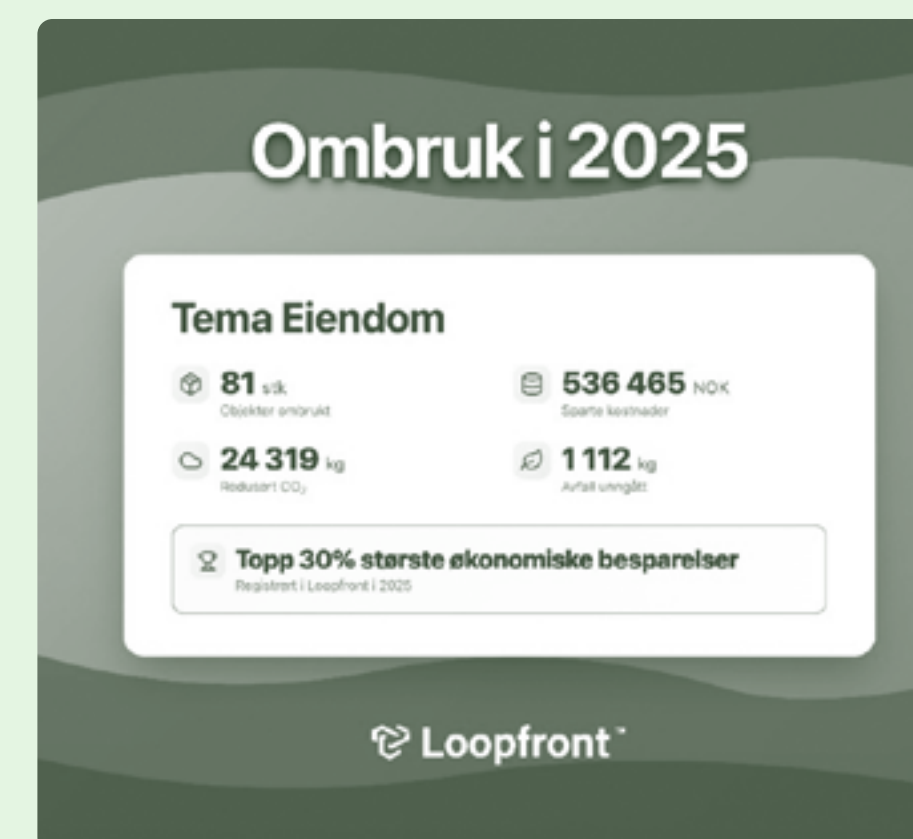 Ombruk i 2025
Tema Eiendom
81 stk
Objekter ombrukt
536 465 NOK
Sparte kostnader
24 319 kg
Redusert CO₂
1 112 kg
Avfall unngått
Topp 30% største økonomiske besparelser
Registrert i Loopfront i 2025
Loopfront™